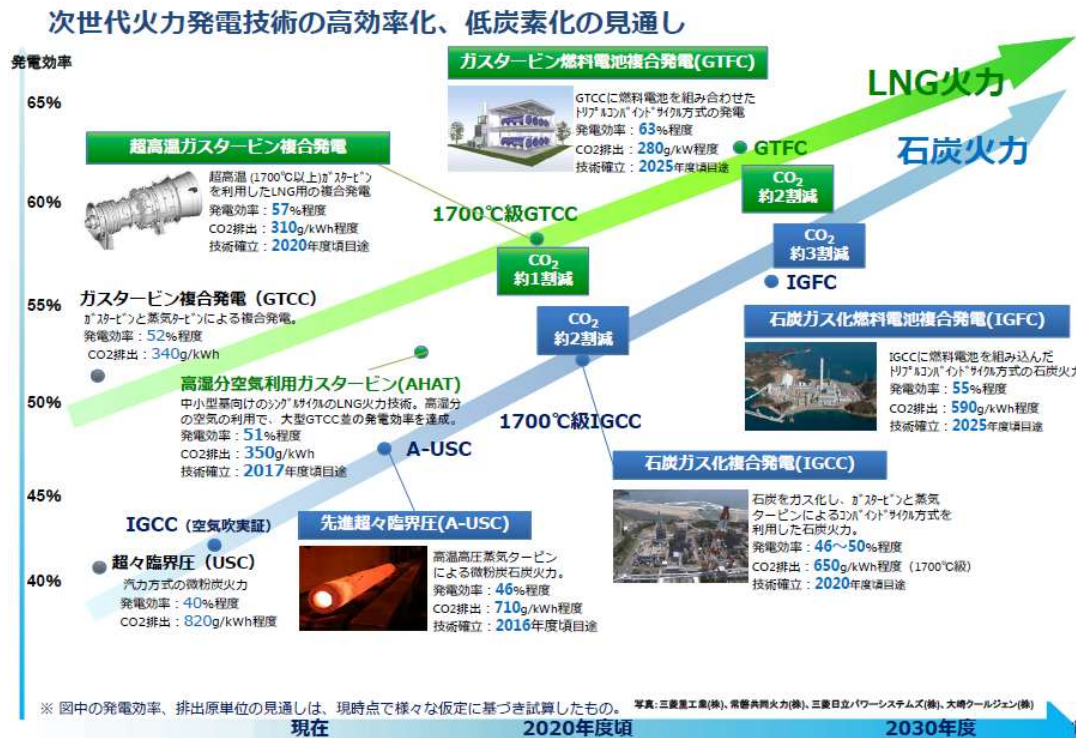 次世代火力発電技術の高効率化、低炭素化の見通し
発電効率
65%
60%
55%
50%
45%
40%
LNG火力
石炭火力
ガスタービン燃料電池複合発電(GTFC)
GTCCに燃料電池を組み合わせた
ﾄﾘﾌﾟﾙｺﾝﾊﾞｲﾝﾄﾞｻｲｸﾙ方式の発電
発電効率：63%程度
CO2排出：280g/kW程度
技術確立：2025年度頃目途
GTFC
CO2
約2割減
超高温ガスタービン複合発電
超高温(1700℃以上)ｶﾞｽﾀｰﾋﾞﾝ
を利用したLNG用の複合発電
発電効率：57%程度
CO2排出：310g/kWh程度
技術確立：2020年度頃目途
1700℃級GTCC
CO2
約1割減
ガスタービン複合発電（GTCC）
ｶﾞｽﾀｰﾋﾞﾝと蒸気ﾀｰﾋﾞﾝによる複合発電。
発電効率：52%程度
CO2排出：340g/kWh
高湿分空気利用ガスタービン(AHAT)
中小型基向けのｼﾝｸﾞﾙｻｲｸﾙのLNG火力技術。高湿分
の空気の利用で、大型GTCC並の発電効率を達成。
発電効率：51%程度
CO2排出：350g/kWh
技術確立：2017年度頃目途
CO2
約3割減
IGFC
石炭ガス化燃料電池複合発電(IGFC)
IGCCに燃料電池を組み込んだ
ﾄﾘﾌﾟﾙｺﾝﾊﾞｲﾝﾄﾞｻｲｸﾙ方式の石炭火力
発電効率：55%程度
CO2排出：590g/kWh程度
技術確立：2025年度頃目途
CO2
約2割減
1700℃級IGCC
石炭ガス化複合発電(IGCC)
石炭をガス化し、ｶﾞｽﾀｰﾋﾞﾝと蒸気
タービンによるｺﾝﾊﾞｲﾝﾄﾞｻｲｸﾙ方式を
利用した石炭火力。
発電効率：46～50%程度
CO2排出：650g/kWh程度（1700℃級）
技術確立：2020年度頃目途
A-USC
先進超々臨界圧(A-USC)
高温高圧蒸気タービン
による微粉炭石炭火力。
発電効率：46%程度
CO2排出：710g/kWh程度
技術確立：2016年度頃目途
IGCC（空気吹実証）
超々臨界圧（USC）
汽力方式の微粉炭火力
発電効率：40%程度
CO2排出：820g/kWh程度
※ 図中の発電効率、排出原単位の見通しは、現時点で様々な仮定に基づき試算したもの。
写真：三菱重工業(株)、常磐共同火力(株)、三菱日立パワーシステムズ(株)、大崎クールジェン(株)
現在
2020年度頃
2030年度